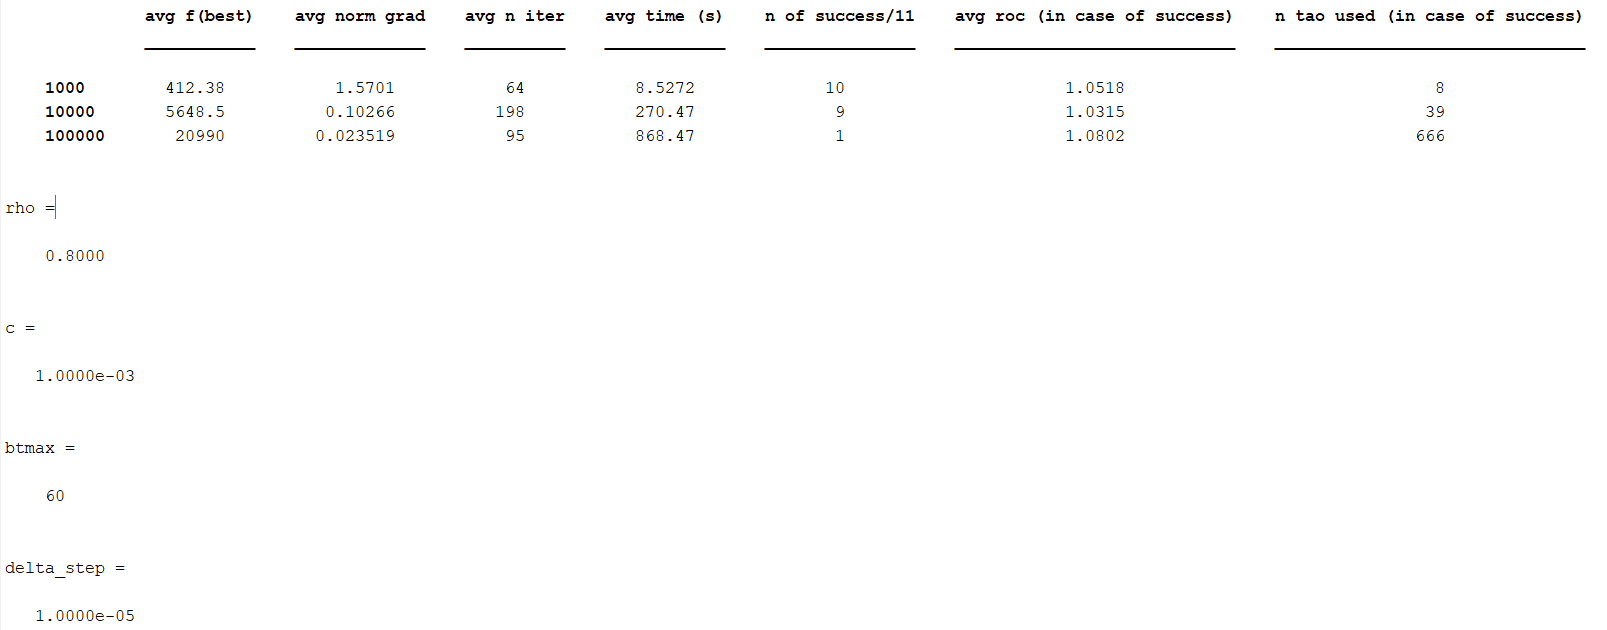 avg f(best) avg norm grad avg n iter avg time (s) n of success/11 avg roc (in case of success) n tao used (in case of success)
1000 412.38 1.5701 64 8.5272 10 1.0518 8
10000 5648.5 0.10266 198 270.47 9 1.0315 39
100000 20990 0.023519 95 868.47 1 1.0802 666
rho =
0.8000
c =
1.0000e-03
btmax =
60
delta_step =
1.0000e-05